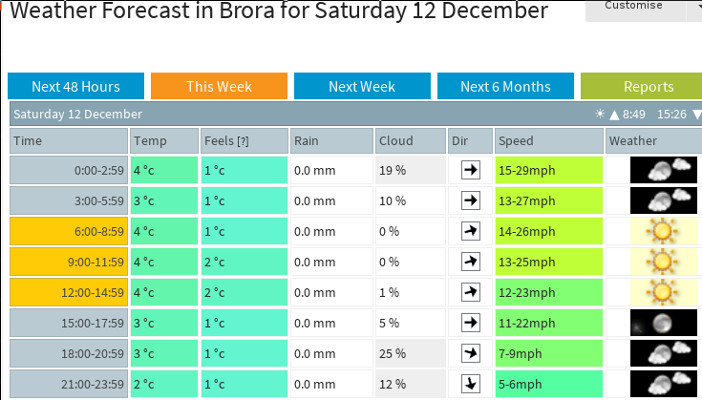 Weather Forecast in Brora for Saturday 12 December
Customise
Next 48 Hours This Week Next Week Next 6 Months Reports
Saturday 12 December 8:49 15:26
Time Temp Feels [?] Rain Cloud Dir Speed Weather
0:00-2:59 4 °c 1 °c 0.0 mm 19 % 15-29mph
3:00-5:59 3 °c 1 °c 0.0 mm 10 % 13-27mph
6:00-8:59 4 °c 1 °c 0.0 mm 0 % 14-26mph
9:00-11:59 4 °c 2 °c 0.0 mm 0 % 13-25mph
12:00-14:59 4 °c 2 °c 0.0 mm 1 % 12-23mph
15:00-17:59 3 °c 1 °c 0.0 mm 5 % 11-22mph
18:00-20:59 3 °c 1 °c 0.0 mm 25 % 7-9mph
21:00-23:59 2 °c 1 °c 0.0 mm 12 % 5-6mph